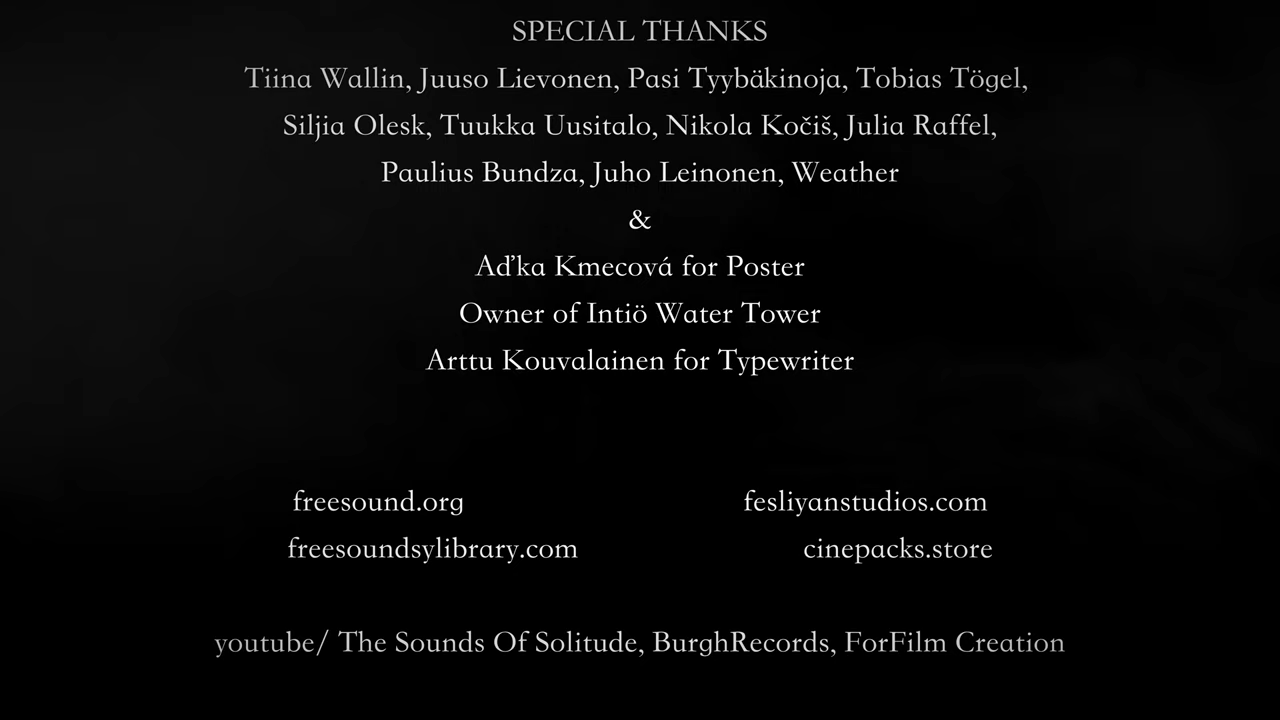 SPECIAL THANKS
Tiina Wallin, Juuso Lievonen, Pasi Tyybäkinoja, Tobias Tögel,
Siljia Olesk, Tuukka Uusitalo, Nikola Kočiš, Julia Raffel,
Paulius Bundza, Juho Leinonen, Weather
&
Aďka Kmecová for Poster
Owner of Intiö Water Tower
Arttu Kouvalainen for Typewriter
freesound.org fesliyanstudios.com
freesoundsylibrary.com cinepacks.store
youtube/ The Sounds Of Solitude, BurghRecords, ForFilm Creation